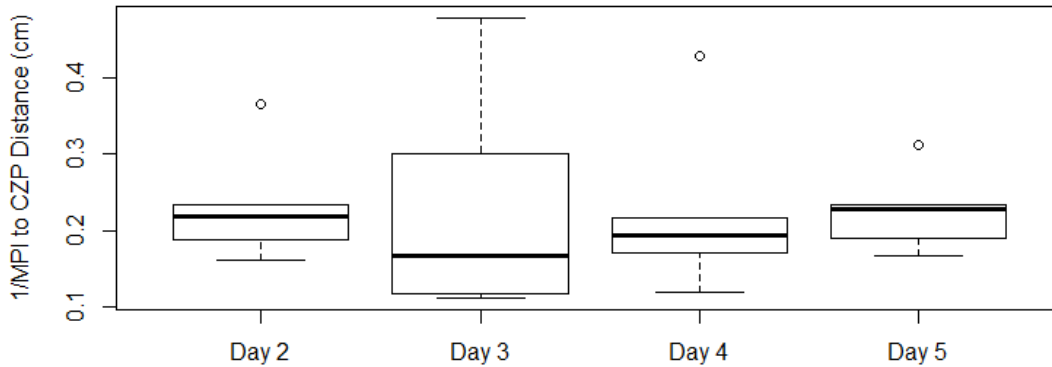 1/MPI to CZP Distance (cm)
0.4
0.3
0.2
0.1
Day 2
Day 3
Day 4
Day 5